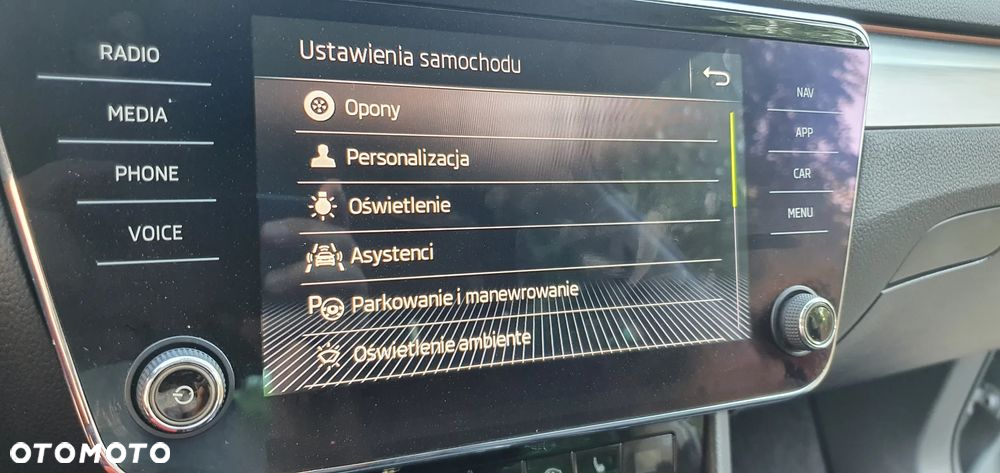 RADIO
MEDIA
PHONE
VOICE
Ustawienia samochodu
Opony
Personalizacja
Oświetlenie
Asystenci
P Parkowanie i manewrowanie
Oświetlenie ambiente
NAV
APP
CAR
MENU
OTOMOTO